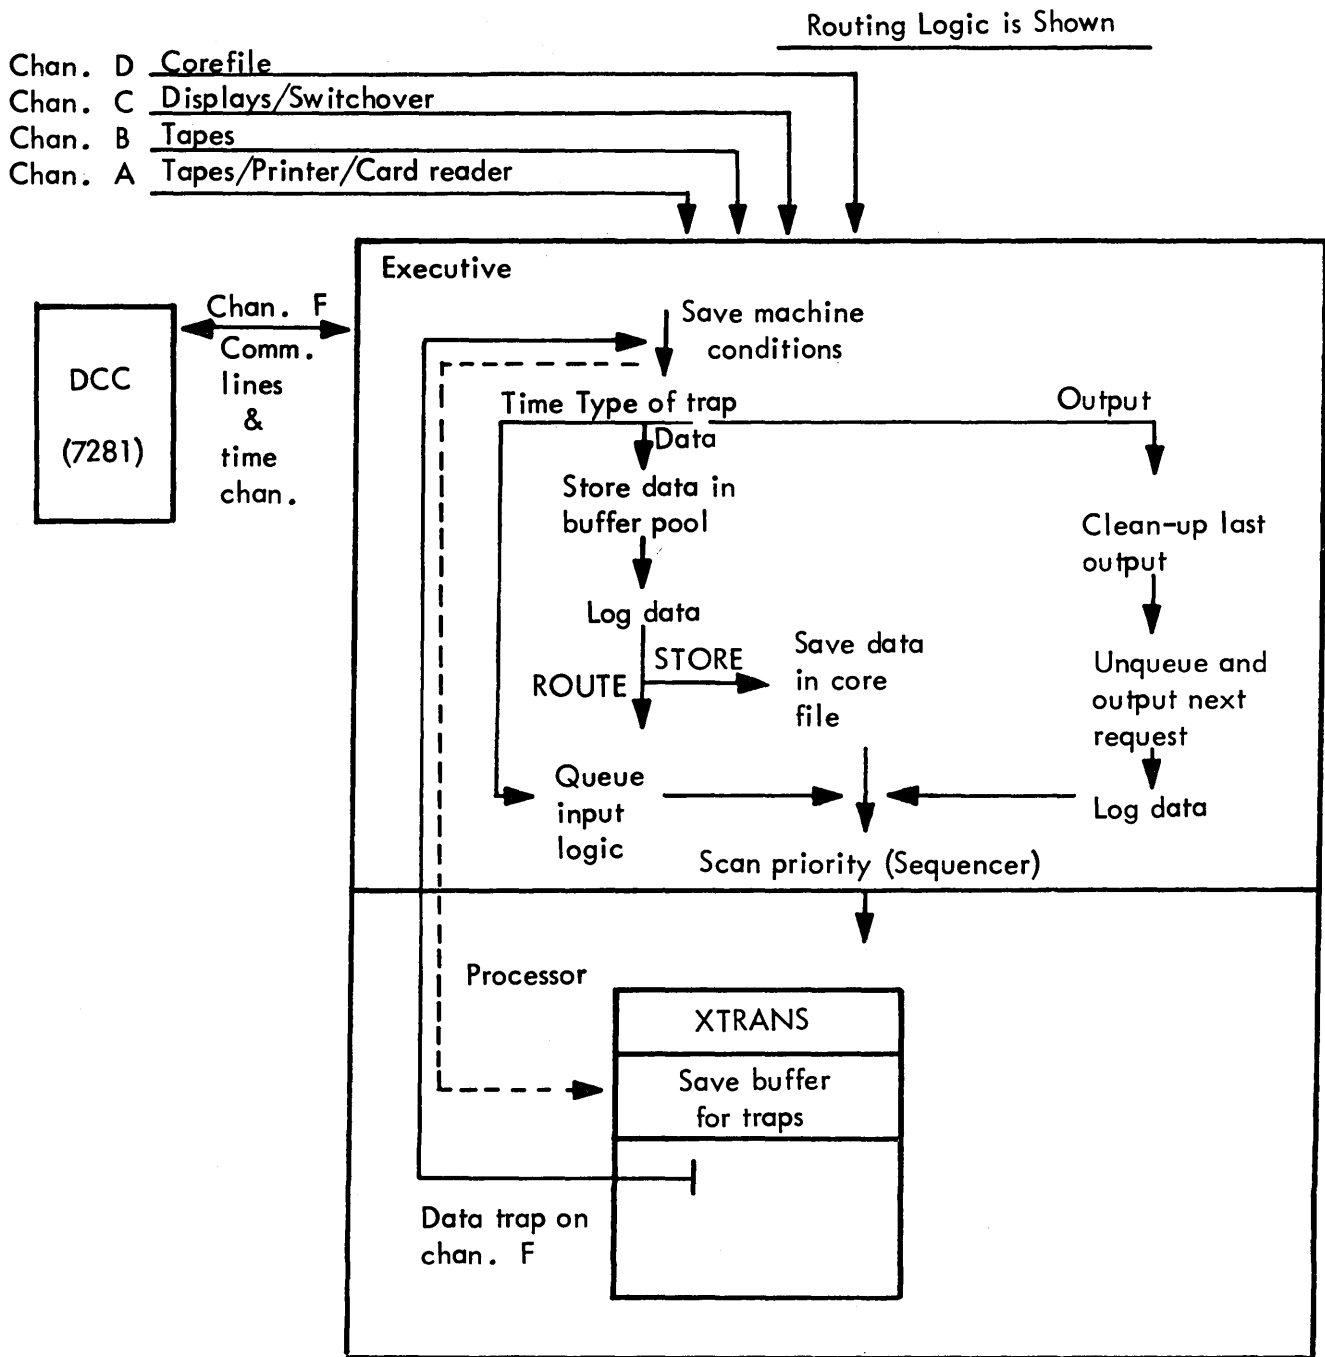 Routing Logic is Shown
Chan. D Corefile
Chan. C Displays/Switchover
Chan. B Tapes
Chan. A Tapes/Printer/Card reader
Executive
Chan. F
Comm.
lines
&
time
chan.
DCC
(7281)
Save machine
conditions
Time Type of trap
Output
Data
Store data in
buffer pool
Clean-up last
output
Log data
STORE
ROUTE
Save data
in core
file
Unqueue and
output next
request
Queue
input
logic
Log data
Scan priority (Sequencer)
Processor
XTRANS
Save buffer
for traps
Data trap on
chan. F